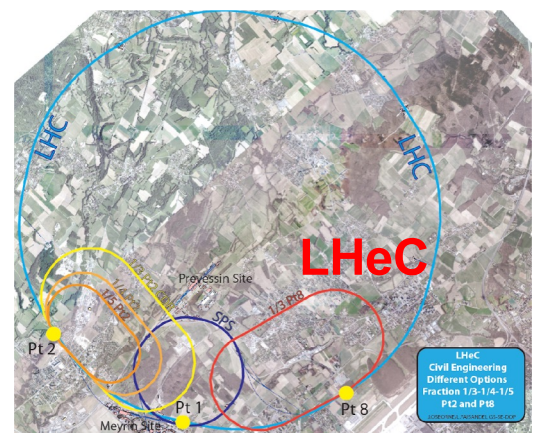 LHC
LHC
LHeC
Prevessin Site
1/3 Pt8
SPS
1/5 Pt2
Pt 2
Pt 1
Pt 8
Meyrin Site
LHeC
Civil Engineering
Different Options
Fraction 1/3-1/4-1/5
Pt2 and Pt8